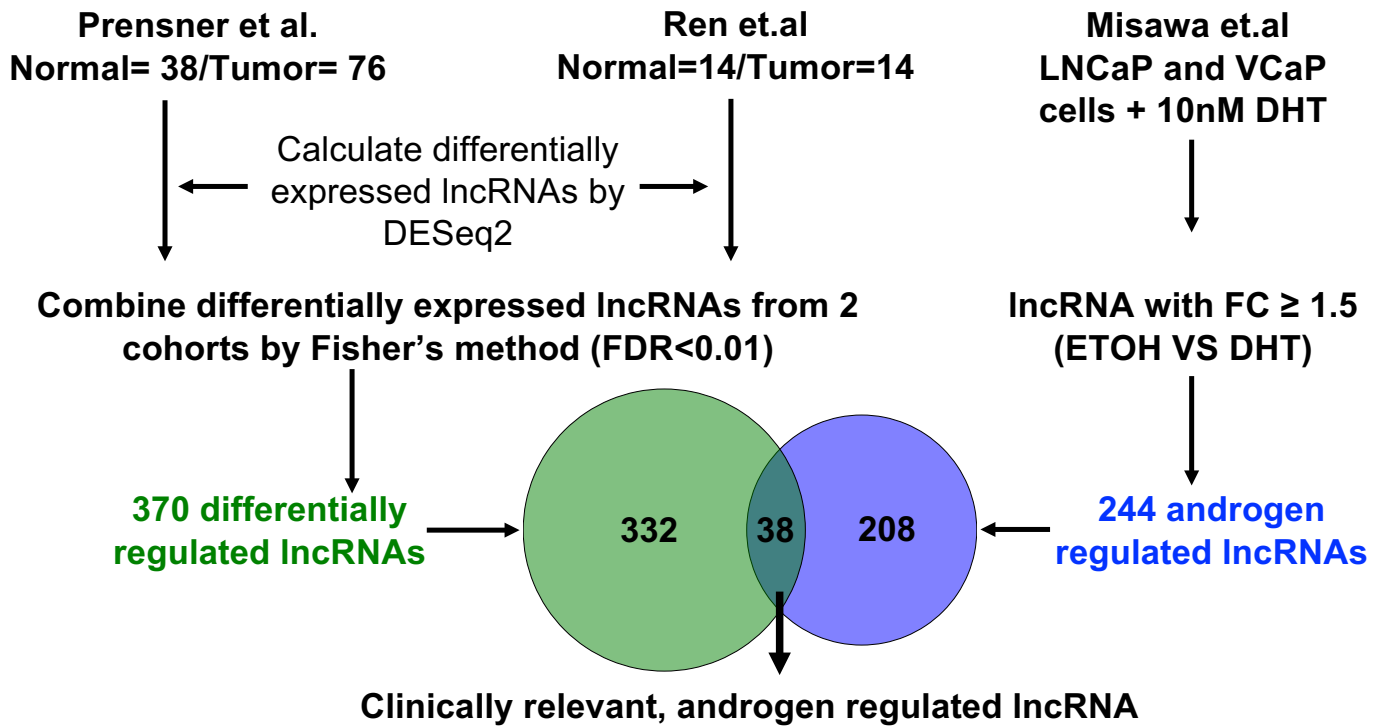 Prensner et al.
Normal= 38/Tumor= 76
Ren et.al
Normal=14/Tumor=14
Misawa et.al
LNCaP and VCaP
cells + 10nM DHT
Calculate differentially
expressed lncRNAs by
DESeq2
Combine differentially expressed lncRNAs from 2
cohorts by Fisher's method (FDR<0.01)
lncRNA with FC ≥ 1.5
(ETOH VS DHT)
370 differentially
regulated lncRNAs
332
38
208
244 androgen
regulated lncRNAs
Clinically relevant, androgen regulated lncRNA